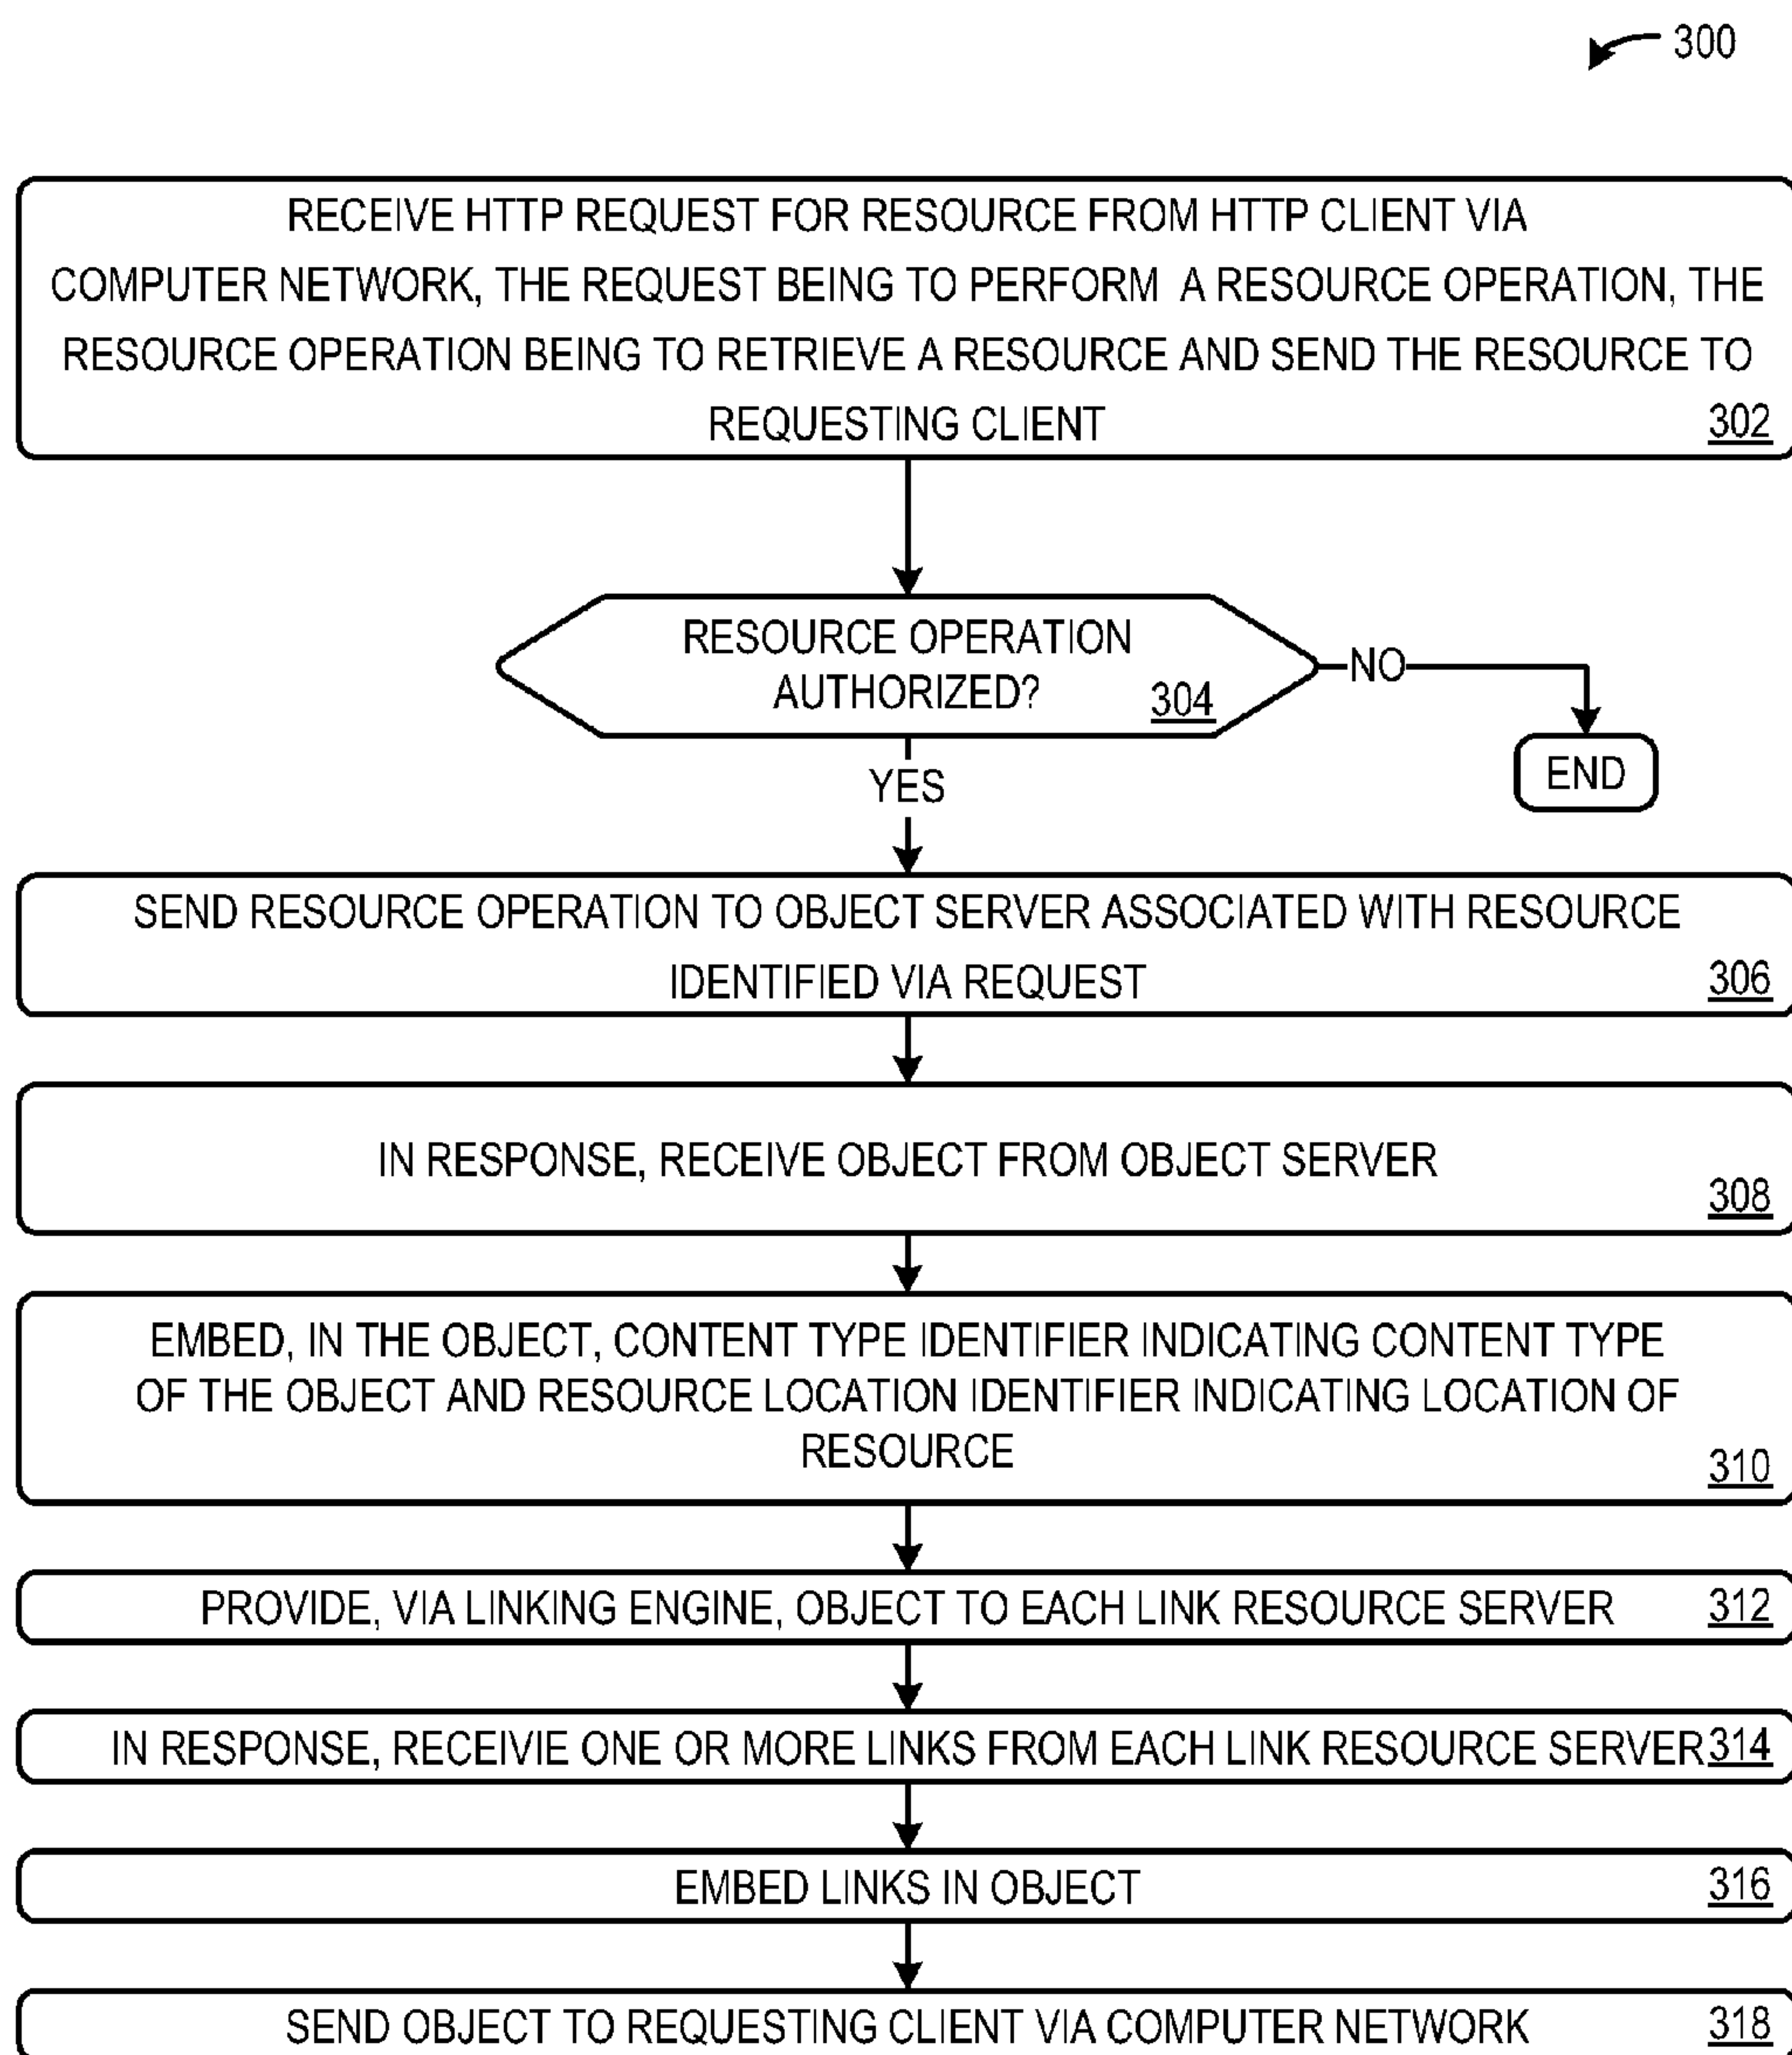 300
RECEIVE HTTP REQUEST FOR RESOURCE FROM HTTP CLIENT VIA
COMPUTER NETWORK, THE REQUEST BEING TO PERFORM A RESOURCE OPERATION, THE
RESOURCE OPERATION BEING TO RETRIEVE A RESOURCE AND SEND THE RESOURCE TO
REQUESTING CLIENT 302
RESOURCE OPERATION
AUTHORIZED? 304
NO
END
YES
SEND RESOURCE OPERATION TO OBJECT SERVER ASSOCIATED WITH RESOURCE
IDENTIFIED VIA REQUEST 306
IN RESPONSE, RECEIVE OBJECT FROM OBJECT SERVER
308
EMBED, IN THE OBJECT, CONTENT TYPE IDENTIFIER INDICATING CONTENT TYPE
OF THE OBJECT AND RESOURCE LOCATION IDENTIFIER INDICATING LOCATION OF
RESOURCE
310
PROVIDE, VIA LINKING ENGINE, OBJECT TO EACH LINK RESOURCE SERVER 312
IN RESPONSE, RECEIVIE ONE OR MORE LINKS FROM EACH LINK RESOURCE SERVER 314
EMBED LINKS IN OBJECT 316
SEND OBJECT TO REQUESTING CLIENT VIA COMPUTER NETWORK 318